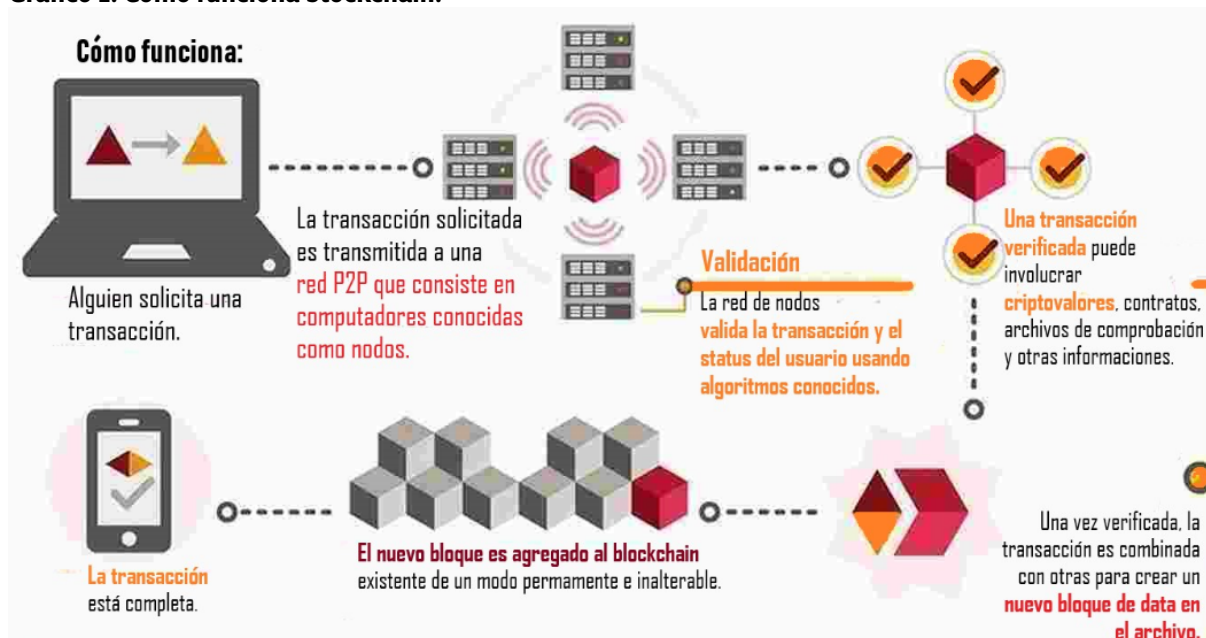 Cómo funciona:
Alguien solicita una
transacción.
La transacción solicitada
es transmitida a una
red P2P que consiste en
computadores conocidas
como nodos.
Validación
La red de nodos
valida la transacción y el
status del usuario usando
algoritmos conocidos.
Una transacción
verificada puede
involucrar
criptovalores, contratos,
archivos de comprobación
y otras informaciones.
Una vez verificada, la
transacción es combinada
con otras para crear un
nuevo bloque de data en
el archivo.
El nuevo bloque es agregado al blockchain
existente de un modo permamente e inalterable.
La transacción
está completa.